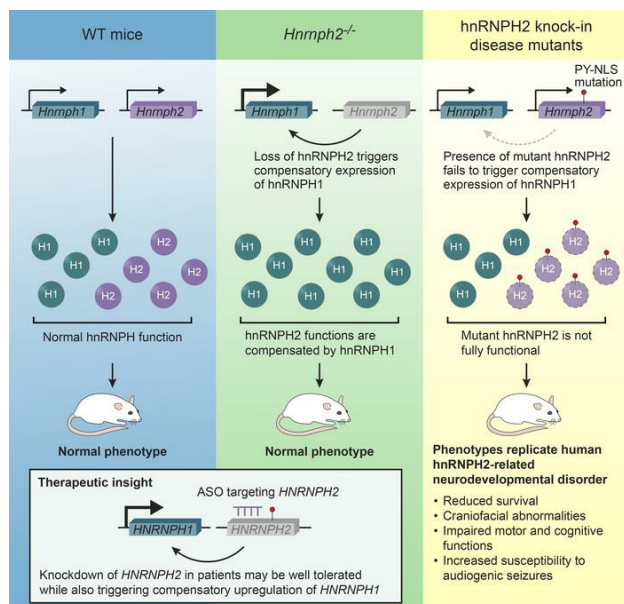 WT mice
Hnrnph1
Hnrnph2
H1
H1
H2
H1
H2
H2
H1
H2
H2
Normal hnRNPH function
Normal phenotype
Hnrnph2-/-
Hnrnph1
Hnrnph2
Loss of hnRNPH2 triggers
compensatory expression
of hnRNPH1
H1
H1
H1
H1
H1
H1
H1
H1
H1
hnRNPH2 functions are
compensated by hnRNPH1
Normal phenotype
hnRNPH2 knock-in
disease mutants
PY-NLS
mutation
Hnrnph1
Hnrnph2
Presence of mutant hnRNPH2
fails to trigger compensatory
expression of hnRNPH1
H1
H1
H2
H1
H2
H2
H1
H2
H2
Mutant hnRNPH2 is not
fully functional
Phenotypes replicate human
hnRNPH2-related
neurodevelopmental disorder
• Reduced survival
• Craniofacial abnormalities
• Impaired motor and cognitive
functions
• Increased susceptibility to
audiogenic seizures
Therapeutic insight
ASO targeting HNRNPH2
HNRNPH1
HNRNPH2
Knockdown of HNRNPH2 in patients may be well tolerated
while also triggering compensatory upregulation of HNRNPH1